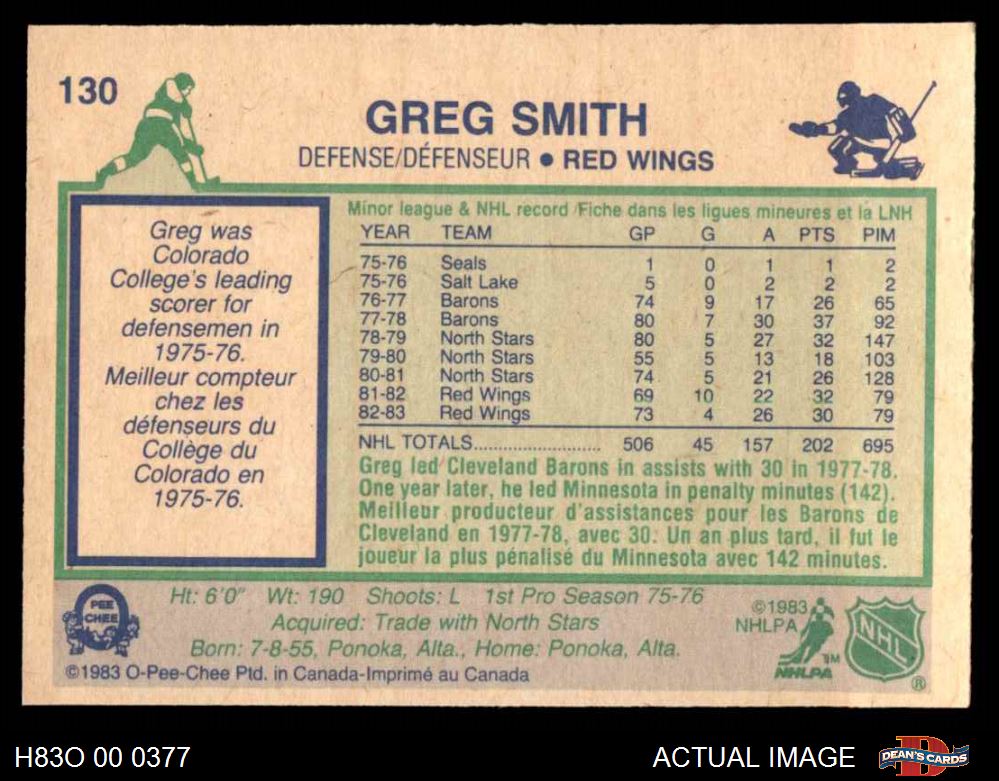 130
GREG SMITH
DEFENSE/DÉFENSEUR ● RED WINGS
Greg was
Colorado
College's leading
scorer for
defensemen in
1975-76.
Meilleur compteur
chez les
défenseurs du
Collège du
Colorado en
1975-76.
Minor league & NHL record/Fiche dans les ligues mineures et la LNH
YEAR TEAM GP G A PTS PIM
75-76 Seals 1 0 1 1 2
75-76 Salt Lake 5 0 2 2 2
76-77 Barons 74 9 17 26 65
77-78 Barons 80 7 30 37 92
78-79 North Stars 80 5 27 32 147
79-80 North Stars 55 5 13 18 103
80-81 North Stars 74 5 21 26 128
81-82 Red Wings 69 10 22 32 79
82-83 Red Wings 73 4 26 30 79
NHL TOTALS.................... 506 45 157 202 695
Greg led Cleveland Barons in assists with 30 in 1977-78.
One year later, he led Minnesota in penalty minutes (142).
Meilleur producteur d'assistances pour les Barons de
Cleveland en 1977-78, avec 30. Un an plus tard, il fut le
joueur la plus pénalisé du Minnesota avec 142 minutes.
PEE
CHEE
Ht: 6'0" Wt: 190 Shoots: L 1st Pro Season 75-76
Acquired: Trade with North Stars
Born: 7-8-55, Ponoka, Alta., Home: Ponoka, Alta.
©1983 O-Pee-Chee Ptd. in Canada-Imprimé au Canada
©1983
NHLPA
TM
NHLPA
NHL
®
H83O 00 0377
ACTUAL IMAGE
DEAN'S CARDS